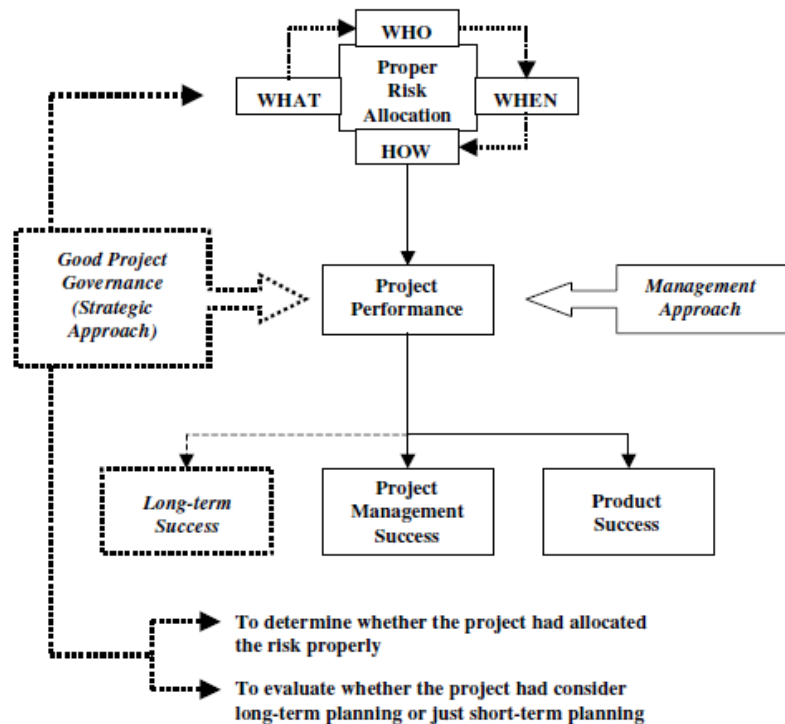 WHO
Proper
Risk
Allocation
WHAT
WHEN
HOW
Good Project
Governance
(Strategic
Approach)
Project
Performance
Management
Approach
Long-term
Success
Project
Management
Success
Product
Success
To determine whether the project had allocated
the risk properly
To evaluate whether the project had consider
long-term planning or just short-term planning